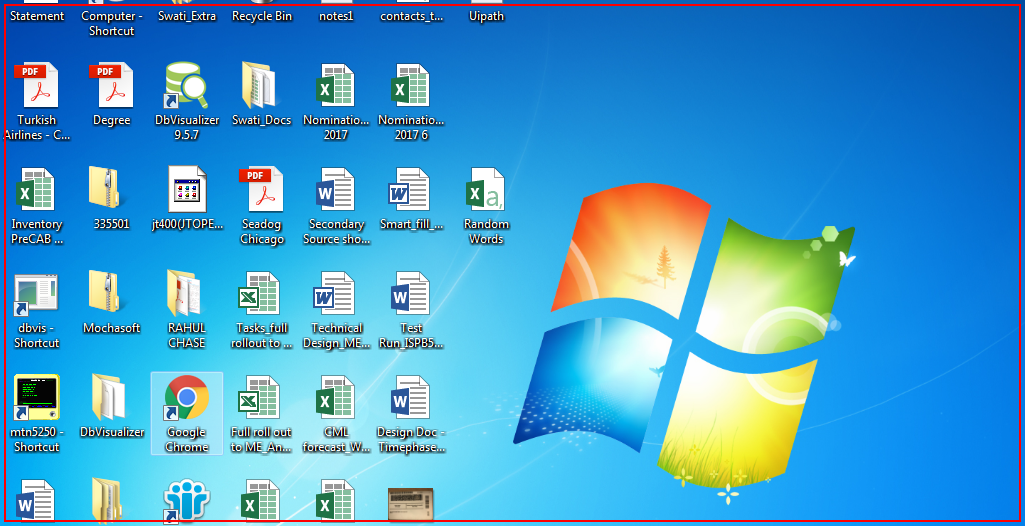 Statement
Computer -
Shortcut
Swati_Extra
Recycle Bin
notes1
contacts_t...
Uipath
PDF
Turkish
Airlines - C...
PDF
Degree
DbVisualizer
9.5.7
Swati_Docs
Nominatio...
2017
Nominatio...
2017 6
Inventory
PreCAB ...
335501
jt400(JTOPE...
PDF
Seadog
Chicago
Secondary
Source sho...
Smart_fill_...
a,
Random
Words
dbvis -
Shortcut
Mochasoft
RAHUL
CHASE
Tasks_full
rollout to ...
Technical
Design_ME...
Test
Run_ISPB5...
mtn5250 -
Shortcut
DbVisualizer
Google
Chrome
Full roll out
to ME_An...
CML
forecast_W...
Design Doc -
Timephase...